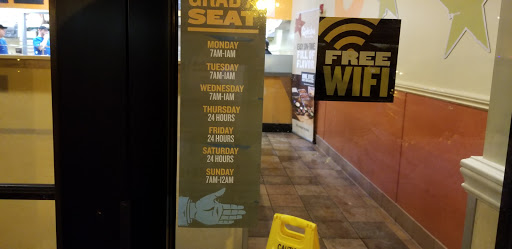 GRAB A
SEAT
MONDAY
7AM-1AM
TUESDAY
7AM-1AM
WEDNESDAY
7AM-1AM
THURSDAY
24 HOURS
FRIDAY
24 HOURS
SATURDAY
24 HOURS
SUNDAY
7AM-12AM
FREE
WIFI
CAUTION